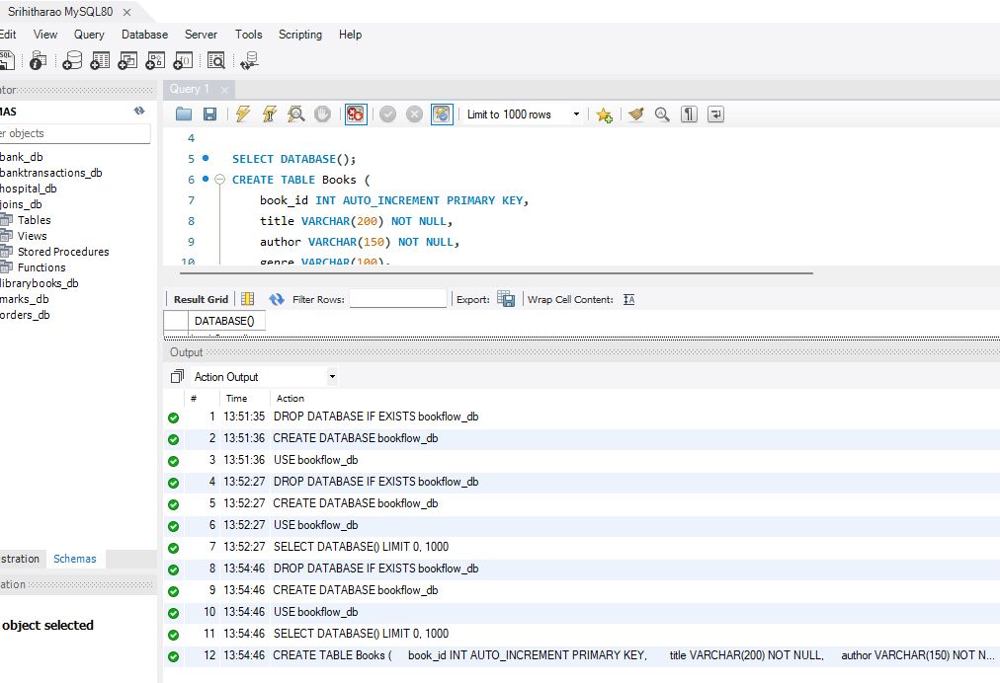 Srihitharao MySQL80
Edit View Query Database Server Tools Scripting Help
Query 1
MAS
er objects
bank_db
banktransactions_db
hospital_db
joins_db
Tables
Views
Stored Procedures
Functions
librarybooks_db
marks_db
orders_db
stration Schemas
ation
object selected
Limit to 1000 rows
4
5 SELECT DATABASE();
6 CREATE TABLE Books (
7 book_id INT AUTO_INCREMENT PRIMARY KEY,
8 title VARCHAR(200) NOT NULL,
9 author VARCHAR(150) NOT NULL,
10 genre VARCHAR(100),
Result Grid Filter Rows: Export: Wrap Cell Content:
DATABASE()
Output
Action Output
# Time Action
1 13:51:35 DROP DATABASE IF EXISTS bookflow_db
2 13:51:36 CREATE DATABASE bookflow_db
3 13:51:36 USE bookflow_db
4 13:52:27 DROP DATABASE IF EXISTS bookflow_db
5 13:52:27 CREATE DATABASE bookflow_db
6 13:52:27 USE bookflow_db
7 13:52:27 SELECT DATABASE() LIMIT 0, 1000
8 13:54:46 DROP DATABASE IF EXISTS bookflow_db
9 13:54:46 CREATE DATABASE bookflow_db
10 13:54:46 USE bookflow_db
11 13:54:46 SELECT DATABASE() LIMIT 0, 1000
12 13:54:46 CREATE TABLE Books ( book_id INT AUTO_INCREMENT PRIMARY KEY, title VARCHAR(200) NOT NULL, author VARCHAR(150) NOT N...